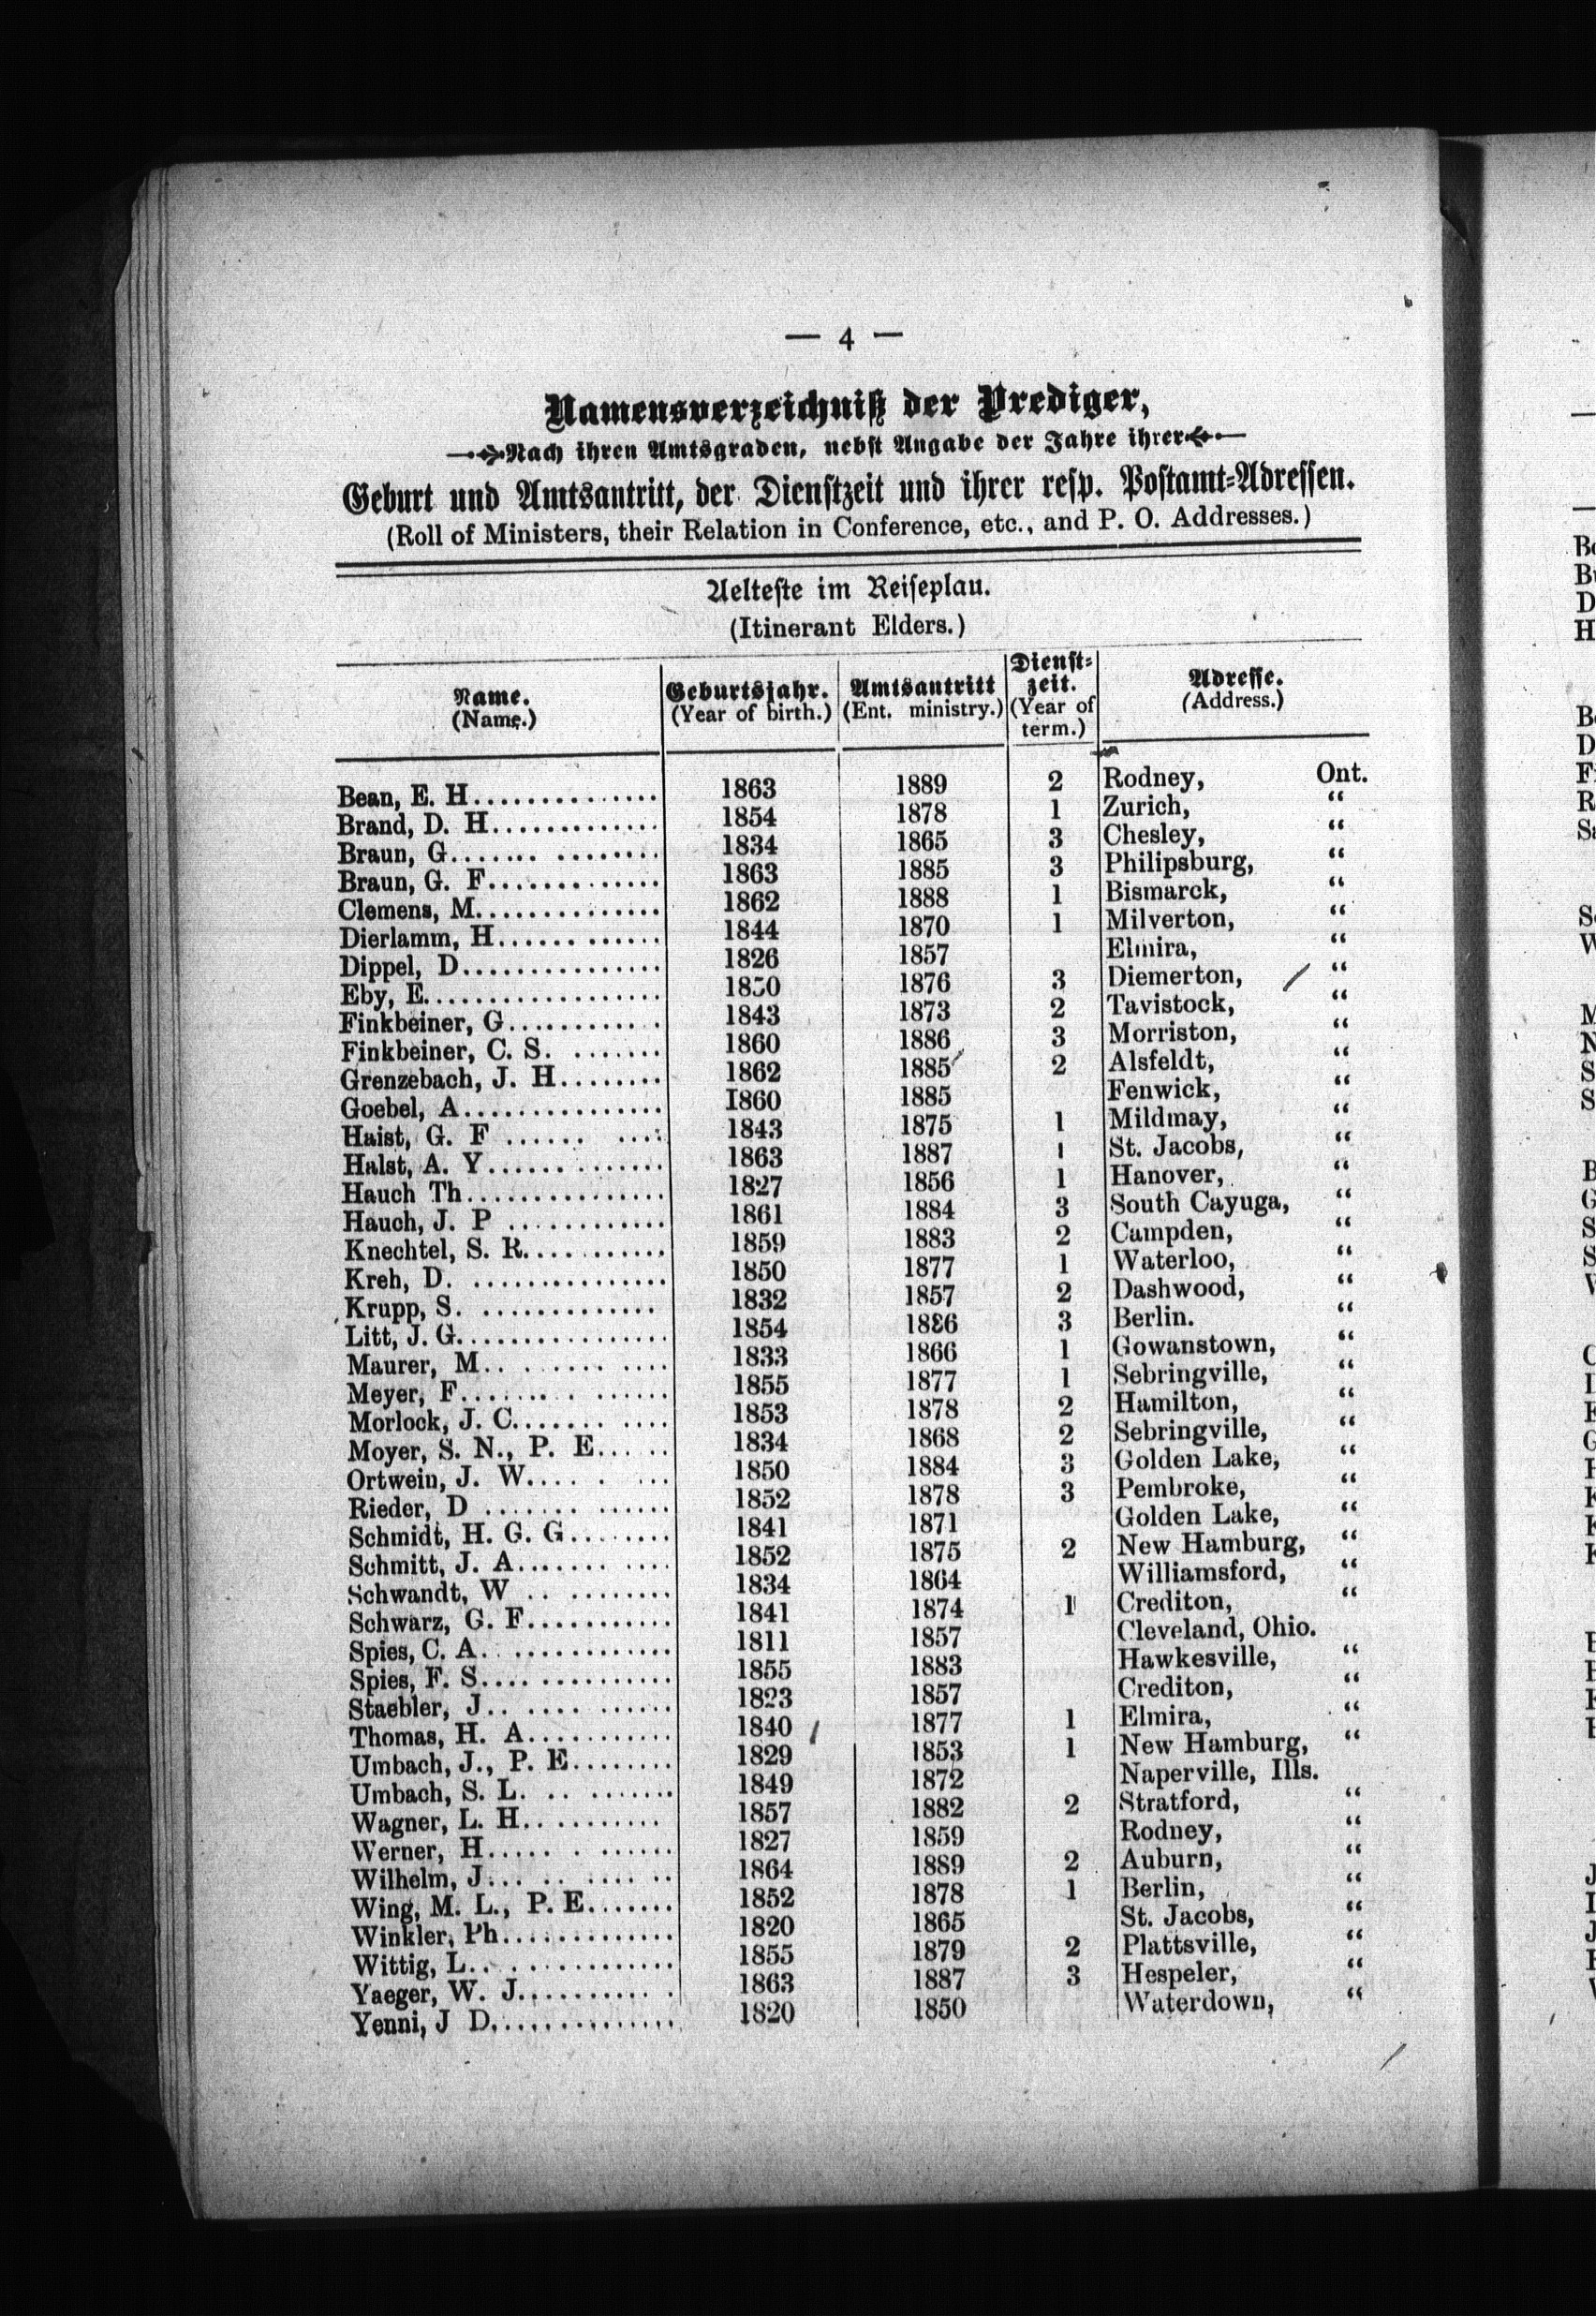 — 4 —
Namensverzeichniß der Prediger,
Nach ihren Amtsgraden, nebst Angabe der Jahre ihrer
Geburt und Amtsantritt, der Dienstzeit und ihrer resp. Postamt-Adressen.
(Roll of Ministers, their Relation in Conference, etc., and P. O. Addresses.)
Aelteste im Reiseplau.
(Itinerant Elders.)
Name. (Name.) Geburtsjahr. (Year of birth.) Amtsantritt (Ent. ministry.) Dienst-zeit. (Year of term.) Adresse. (Address.)
Bean, E. H.............. 1863 1889 2 Rodney, Ont.
Brand, D. H............. 1854 1878 1 Zurich, “
Braun, G....... ........ 1834 1865 3 Chesley, “
Braun, G. F............. 1863 1885 3 Philipsburg, “
Clemens, M.............. 1862 1888 1 Bismarck, “
Dierlamm, H...... ...... 1844 1870 1 Milverton, “
Dippel, D............... 1826 1857 Elmira, “
Eby, E.................. 1850 1876 3 Diemerton, “
Finkbeiner, G........... 1843 1873 2 Tavistock, “
Finkbeiner, C. S. ....... 1860 1886 3 Morriston, “
Grenzebach, J. H........ 1862 1885 2 Alsfeldt, “
Goebel, A............... 1860 1885 Fenwick, “
Haist, G. F ...... .... 1843 1875 1 Mildmay, “
Halst, A. Y...... ....... 1863 1887 1 St. Jacobs, “
Hauch Th............... 1827 1856 1 Hanover, “
Hauch, J. P ............ 1861 1884 3 South Cayuga, “
Knechtel, S. R........... 1859 1883 2 Campden, “
Kreh, D. ............... 1850 1877 1 Waterloo, “
Krupp, S. ............. 1832 1857 2 Dashwood, “
Litt, J. G................ 1854 1886 3 Berlin. “
Maurer, M.. ....... .... 1833 1866 1 Gowanstown, “
Meyer, F........ ...... 1855 1877 1 Sebringville, “
Morlock, J. C....... .... 1853 1878 2 Hamilton, “
Moyer, S. N., P. E...... 1834 1868 2 Sebringville, “
Ortwein, J. W.... . ... 1850 1884 3 Golden Lake, “
Rieder, D ....... ...... 1852 1878 3 Pembroke, “
Schmidt, H. G. G........ 1841 1871 Golden Lake, “
Schmitt, J. A....... .... 1852 1875 2 New Hamburg, “
Schwandt, W .. ......... 1834 1864 Williamsford, “
Schwarz, G. F........... 1841 1874 1 Crediton, “
Spies, C. A.. ............ 1811 1857 Cleveland, Ohio.
Spies, F. S.... .......... 1855 1883 Hawkesville, “
Staebler, J.. ..... ...... 1823 1857 Crediton, “
Thomas, H. A........... 1840 1877 1 Elmira, “
Umbach, J., P. E........ 1829 1853 1 New Hamburg, “
Umbach, S. L. .. ....... 1849 1872 Naperville, Ills.
Wagner, L. H.......... 1857 1882 2 Stratford, “
Werner, H..... . ...... 1827 1859 Rodney, “
Wilhelm, J... .. .... .. 1864 1889 2 Auburn, “
Wing, M. L., P. E....... 1852 1878 1 Berlin, “
Winkler, Ph............. 1820 1865 St. Jacobs, “
Wittig, L.. ............. 1855 1879 2 Plattsville, “
Yaeger, W. J.......... . 1863 1887 3 Hespeler, “
Yenni, J D.............. 1820 1850 Waterdown, “